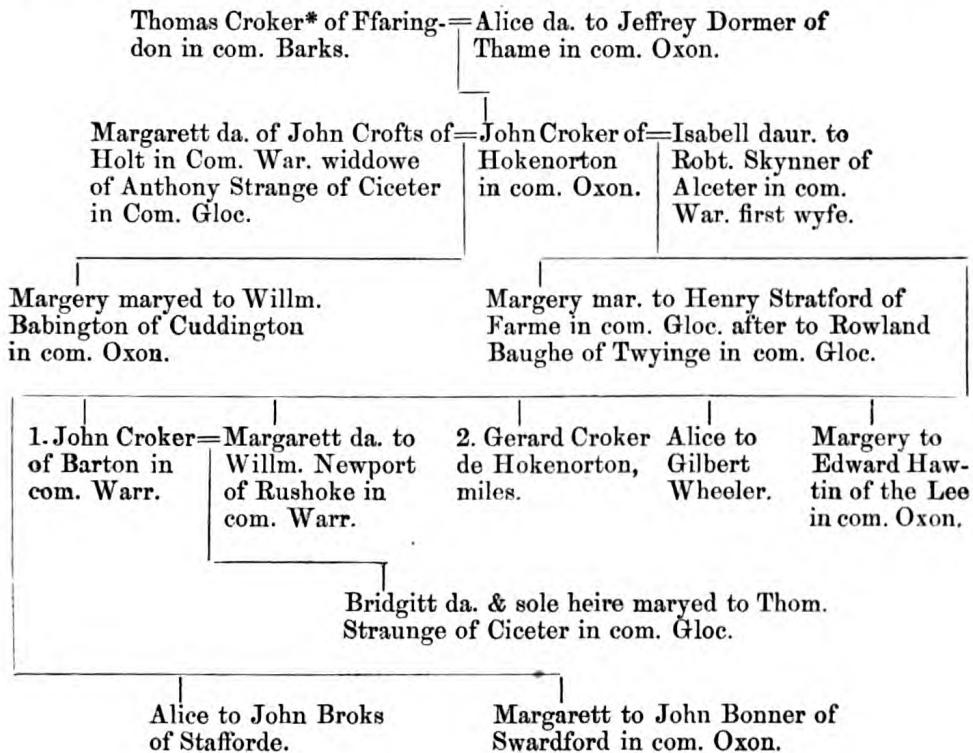 Thomas Croker* of Ffaring-=Alice da. to Jeffrey Dormer of
don in com. Barks. Thame in com. Oxon.
Margarett da. of John Crofts of=John Croker of=Isabell daur. to
Holt in Com. War. widdowe Hokenorton Robt. Skynner of
of Anthony Strange of Ciceter in com. Oxon. Alceter in com.
in Com. Gloc. War. first wyfe.
Margery maryed to Willm. Margery mar. to Henry Stratford of
Babington of Cuddington Farme in com. Gloc. after to Rowland
in com. Oxon. Baughe of Twyinge in com. Gloc.
1. John Croker=Margarett da. to 2. Gerard Croker Alice to Margery to
of Barton in Willm. Newport de Hokenorton, Gilbert Edward Haw-
com. Warr. of Rushoke in miles. Wheeler. tin of the Lee
com. Warr. in com. Oxon.
Bridgitt da. & sole heire maryed to Thom.
Straunge of Ciceter in com. Gloc.
Alice to John Broks Margarett to John Bonner of
of Stafforde. Swardford in com. Oxon.